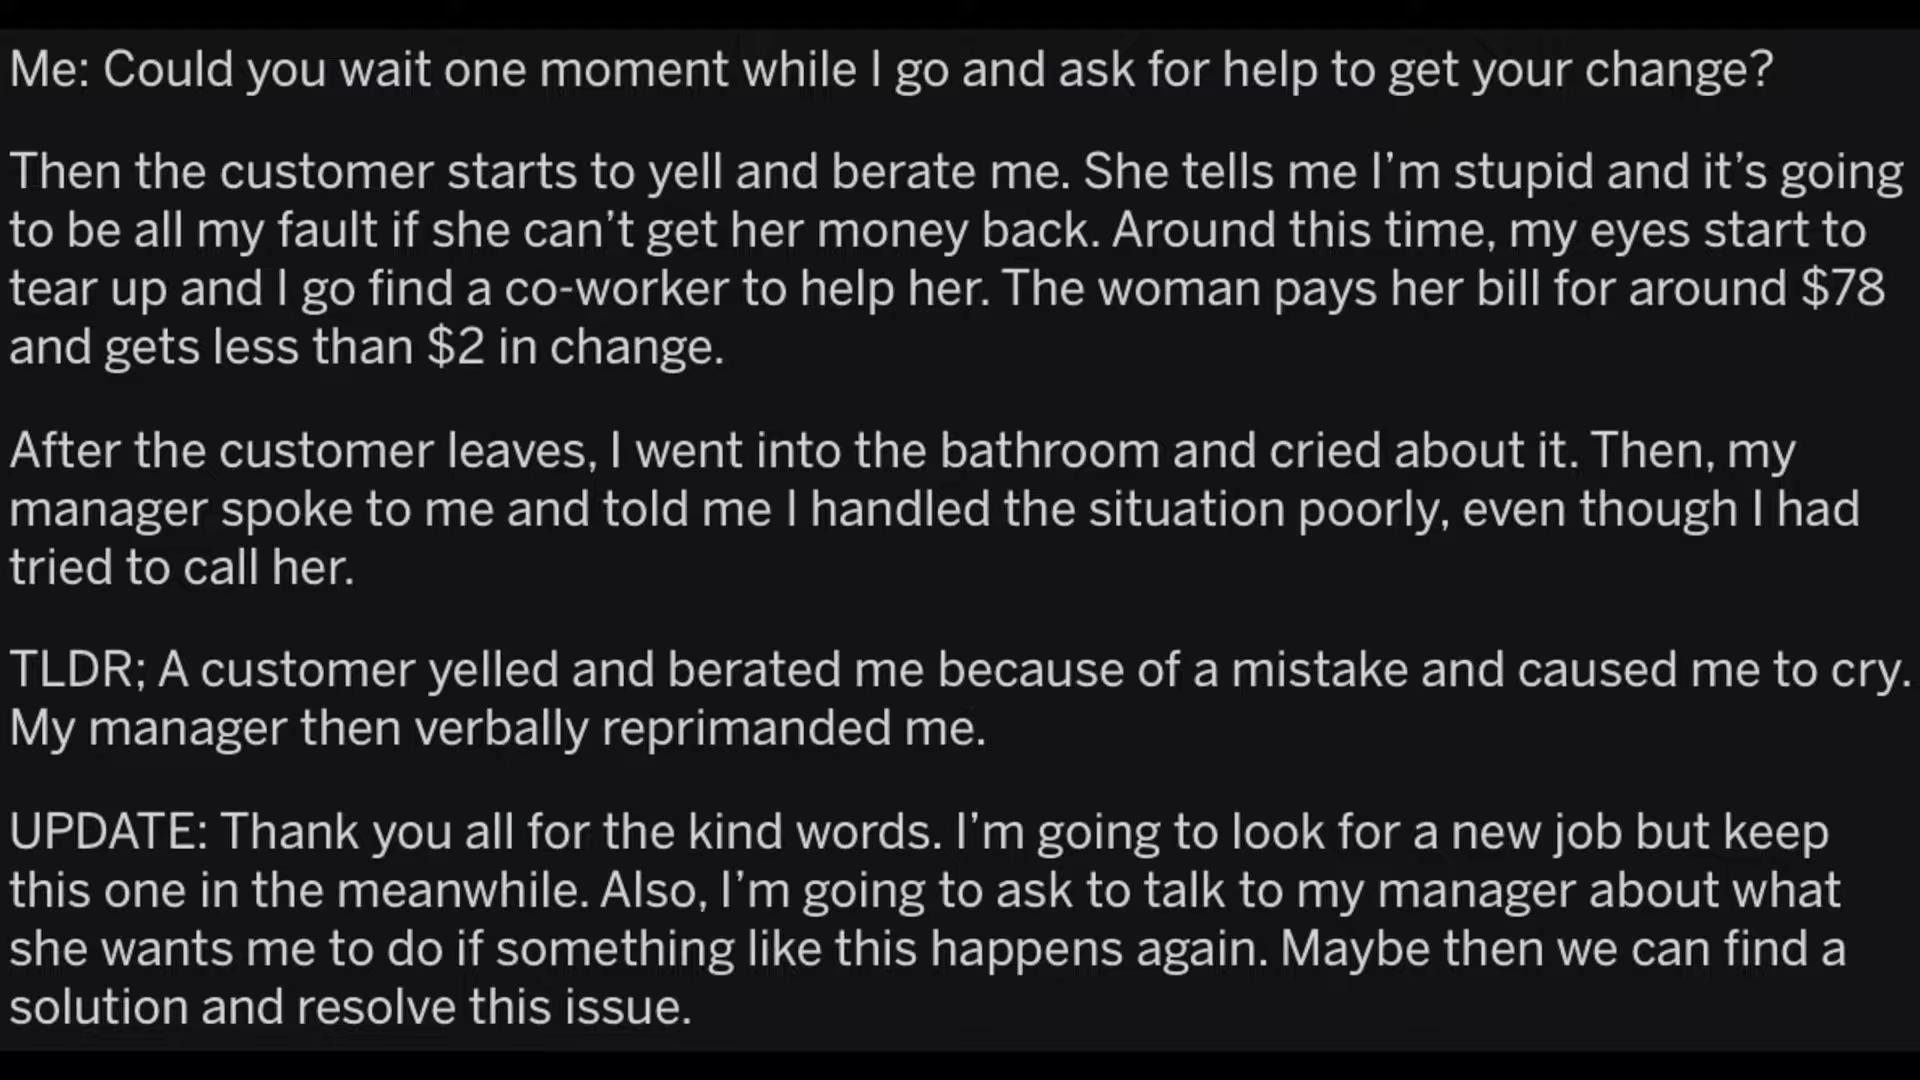 Me: Could you wait one moment while I go and ask for help to get your change?
Then the customer starts to yell and berate me. She tells me I’m stupid and it’s going
to be all my fault if she can’t get her money back. Around this time, my eyes start to
tear up and I go find a co-worker to help her. The woman pays her bill for around $78
and gets less than $2 in change.
After the customer leaves, I went into the bathroom and cried about it. Then, my
manager spoke to me and told me I handled the situation poorly, even though I had
tried to call her.
TLDR; A customer yelled and berated me because of a mistake and caused me to cry.
My manager then verbally reprimanded me.
UPDATE: Thank you all for the kind words. I’m going to look for a new job but keep
this one in the meanwhile. Also, I’m going to ask to talk to my manager about what
she wants me to do if something like this happens again. Maybe then we can find a
solution and resolve this issue.